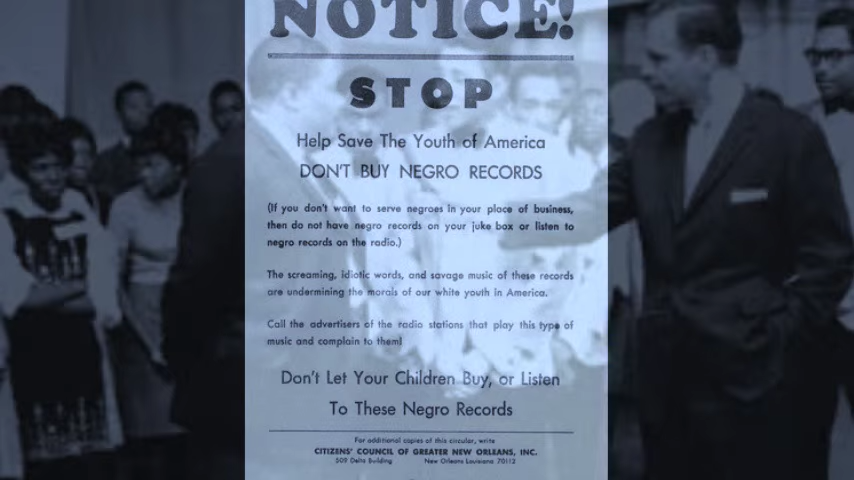 NOTICE!
STOP
Help Save The Youth of America
DON'T BUY NEGRO RECORDS
(If you don't want to serve negroes in your place of business,
then do not have negro records on your juke box or listen to
negro records on the radio.)
The screaming, idiotic words, and savage music of these records
are undermining the morals of our white youth in America.
Call the advertisers of the radio stations that play this type of
music and complain to them!
Don't Let Your Children Buy, or Listen
To These Negro Records
For additional copies of this circular, write
CITIZENS' COUNCIL OF GREATER NEW ORLEANS, INC.
509 Delta Building New Orleans Louisiana 70112